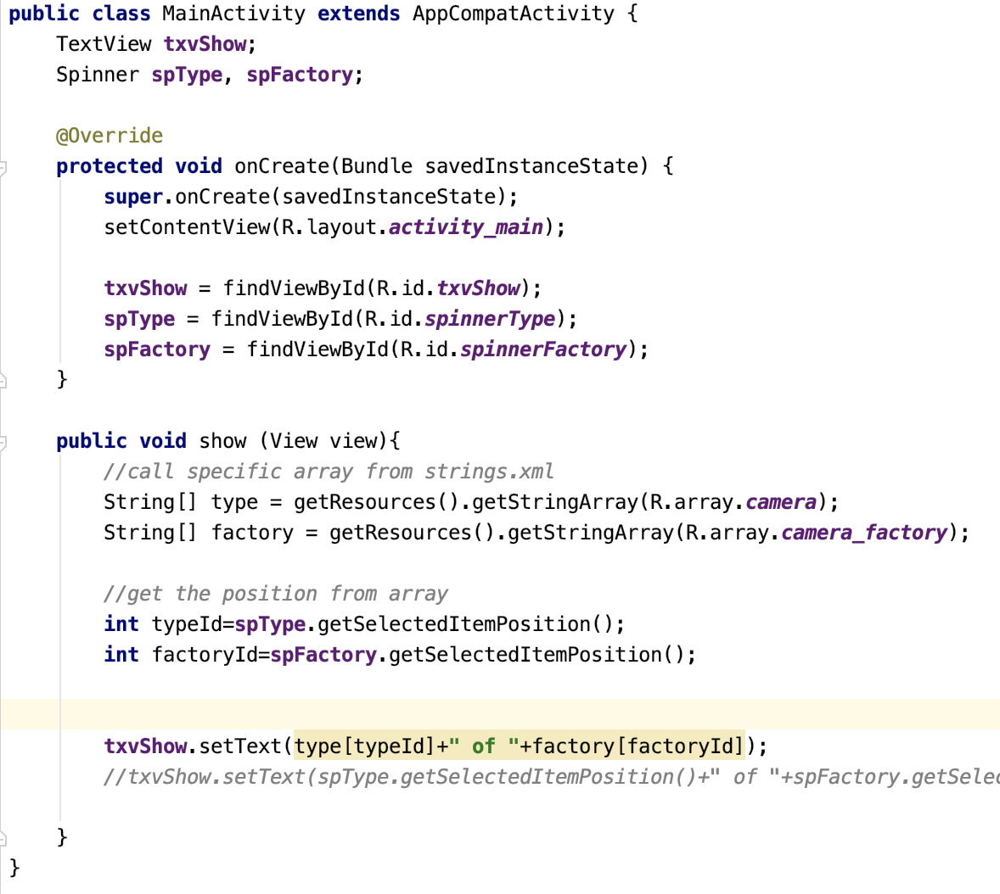 public class MainActivity extends AppCompatActivity {
TextView txvShow;
Spinner spType, spFactory;
@Override
protected void onCreate(Bundle savedInstanceState) {
super.onCreate(savedInstanceState);
setContentView(R.layout.activity_main);
txvShow = findViewById(R.id.txvShow);
spType = findViewById(R.id.spinnerType);
spFactory = findViewById(R.id.spinnerFactory);
}
public void show (View view){
//call specific array from strings.xml
String[] type = getResources().getStringArray(R.array.camera);
String[] factory = getResources().getStringArray(R.array.camera_factory);
//get the position from array
int typeId=spType.getSelectedItemPosition();
int factoryId=spFactory.getSelectedItemPosition();
txvShow.setText(type[typeId]+" of "+factory[factoryId]);
//txvShow.setText(spType.getSelectedItemPosition()+" of "+spFactory.getSelec
}
}